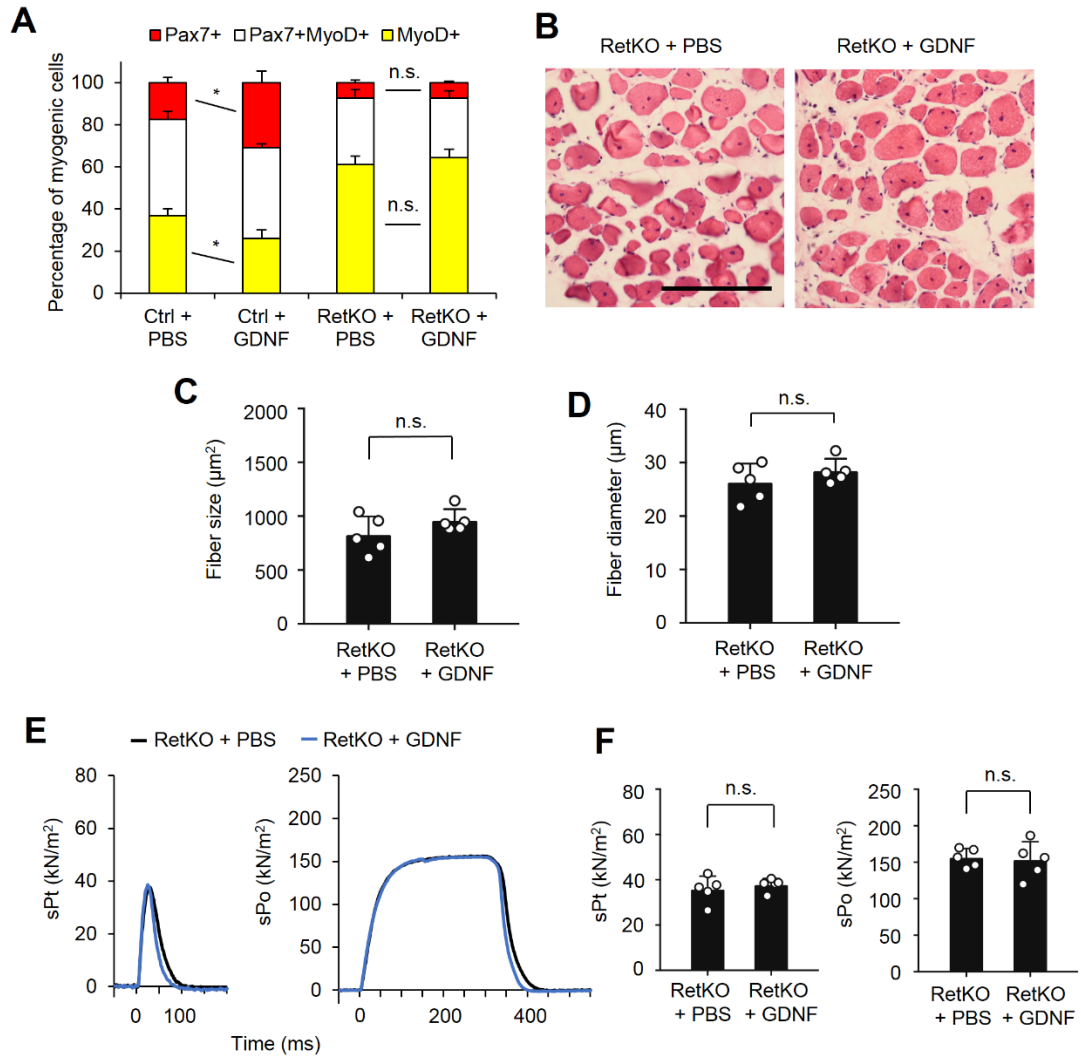 A
Pax7+ Pax7+MyoD+ MyoD+
Percentage of myogenic cells
100
80
60
40
20
0
*
*
n.s.
n.s.
Ctrl +
PBS
Ctrl +
GDNF
RetKO +
PBS
RetKO +
GDNF
B
RetKO + PBS
RetKO + GDNF
C
Fiber size (µm²)
2000
1500
1000
500
0
n.s.
RetKO
+ PBS
RetKO
+ GDNF
D
Fiber diameter (µm)
40
30
20
10
0
n.s.
RetKO
+ PBS
RetKO
+ GDNF
E
RetKO + PBS RetKO + GDNF
sPt (kN/m²)
80
60
40
20
0
0 100
sPo (kN/m²)
250
200
150
100
50
0
0 200 400
Time (ms)
F
sPt (kN/m²)
80
60
40
20
0
n.s.
RetKO
+ PBS
RetKO
+ GDNF
sPo (kN/m²)
250
200
150
100
50
0
n.s.
RetKO
+ PBS
RetKO
+ GDNF